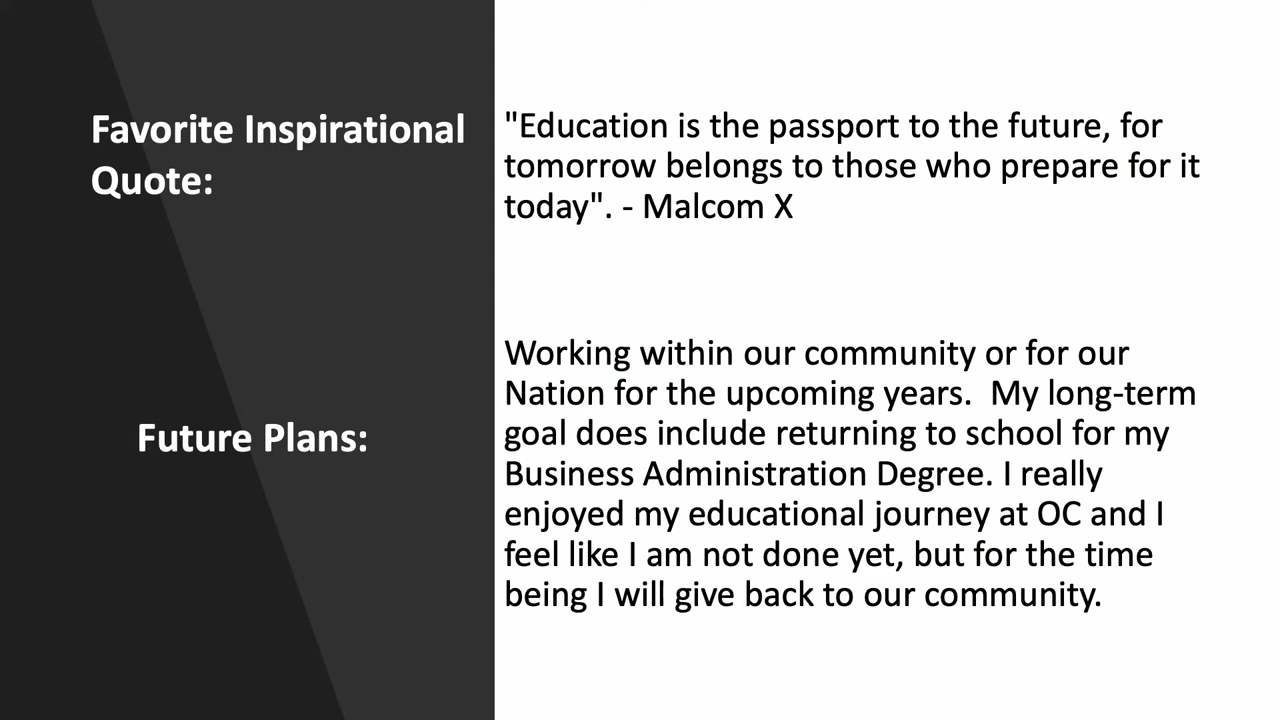 Favorite Inspirational
Quote:
"Education is the passport to the future, for
tomorrow belongs to those who prepare for it
today". - Malcom X
Future Plans:
Working within our community or for our
Nation for the upcoming years.  My long-term
goal does include returning to school for my
Business Administration Degree. I really
enjoyed my educational journey at OC and I
feel like I am not done yet, but for the time
being I will give back to our community.